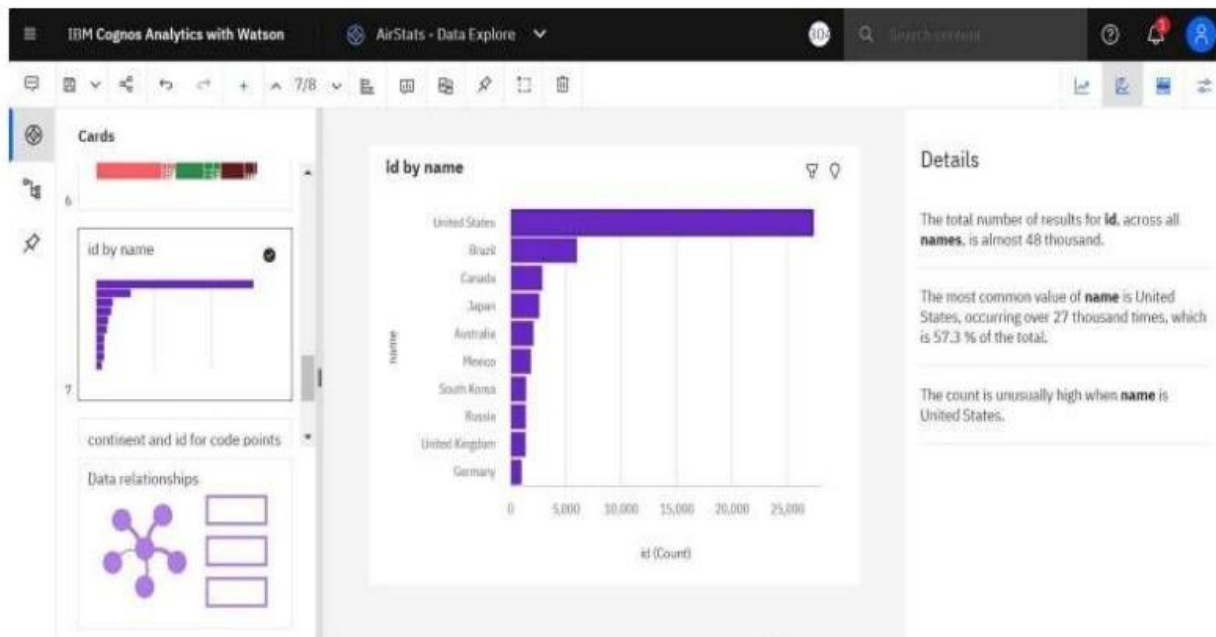 IBM Cognos Analytics with Watson
AirStats - Data Explore
304
Search content
1
7/8
Cards
6
id by name
7
continent and id for code points
Data relationships
id by name
name
United States
Brazil
Canada
Japan
Australia
Mexico
South Korea
Russia
United Kingdom
Germany
0 5,000 10,000 15,000 20,000 25,000
id (Count)
Details
The total number of results for id, across all
names, is almost 48 thousand.
The most common value of name is United
States, occurring over 27 thousand times, which
is 57.3 % of the total.
The count is unusually high when name is
United States.